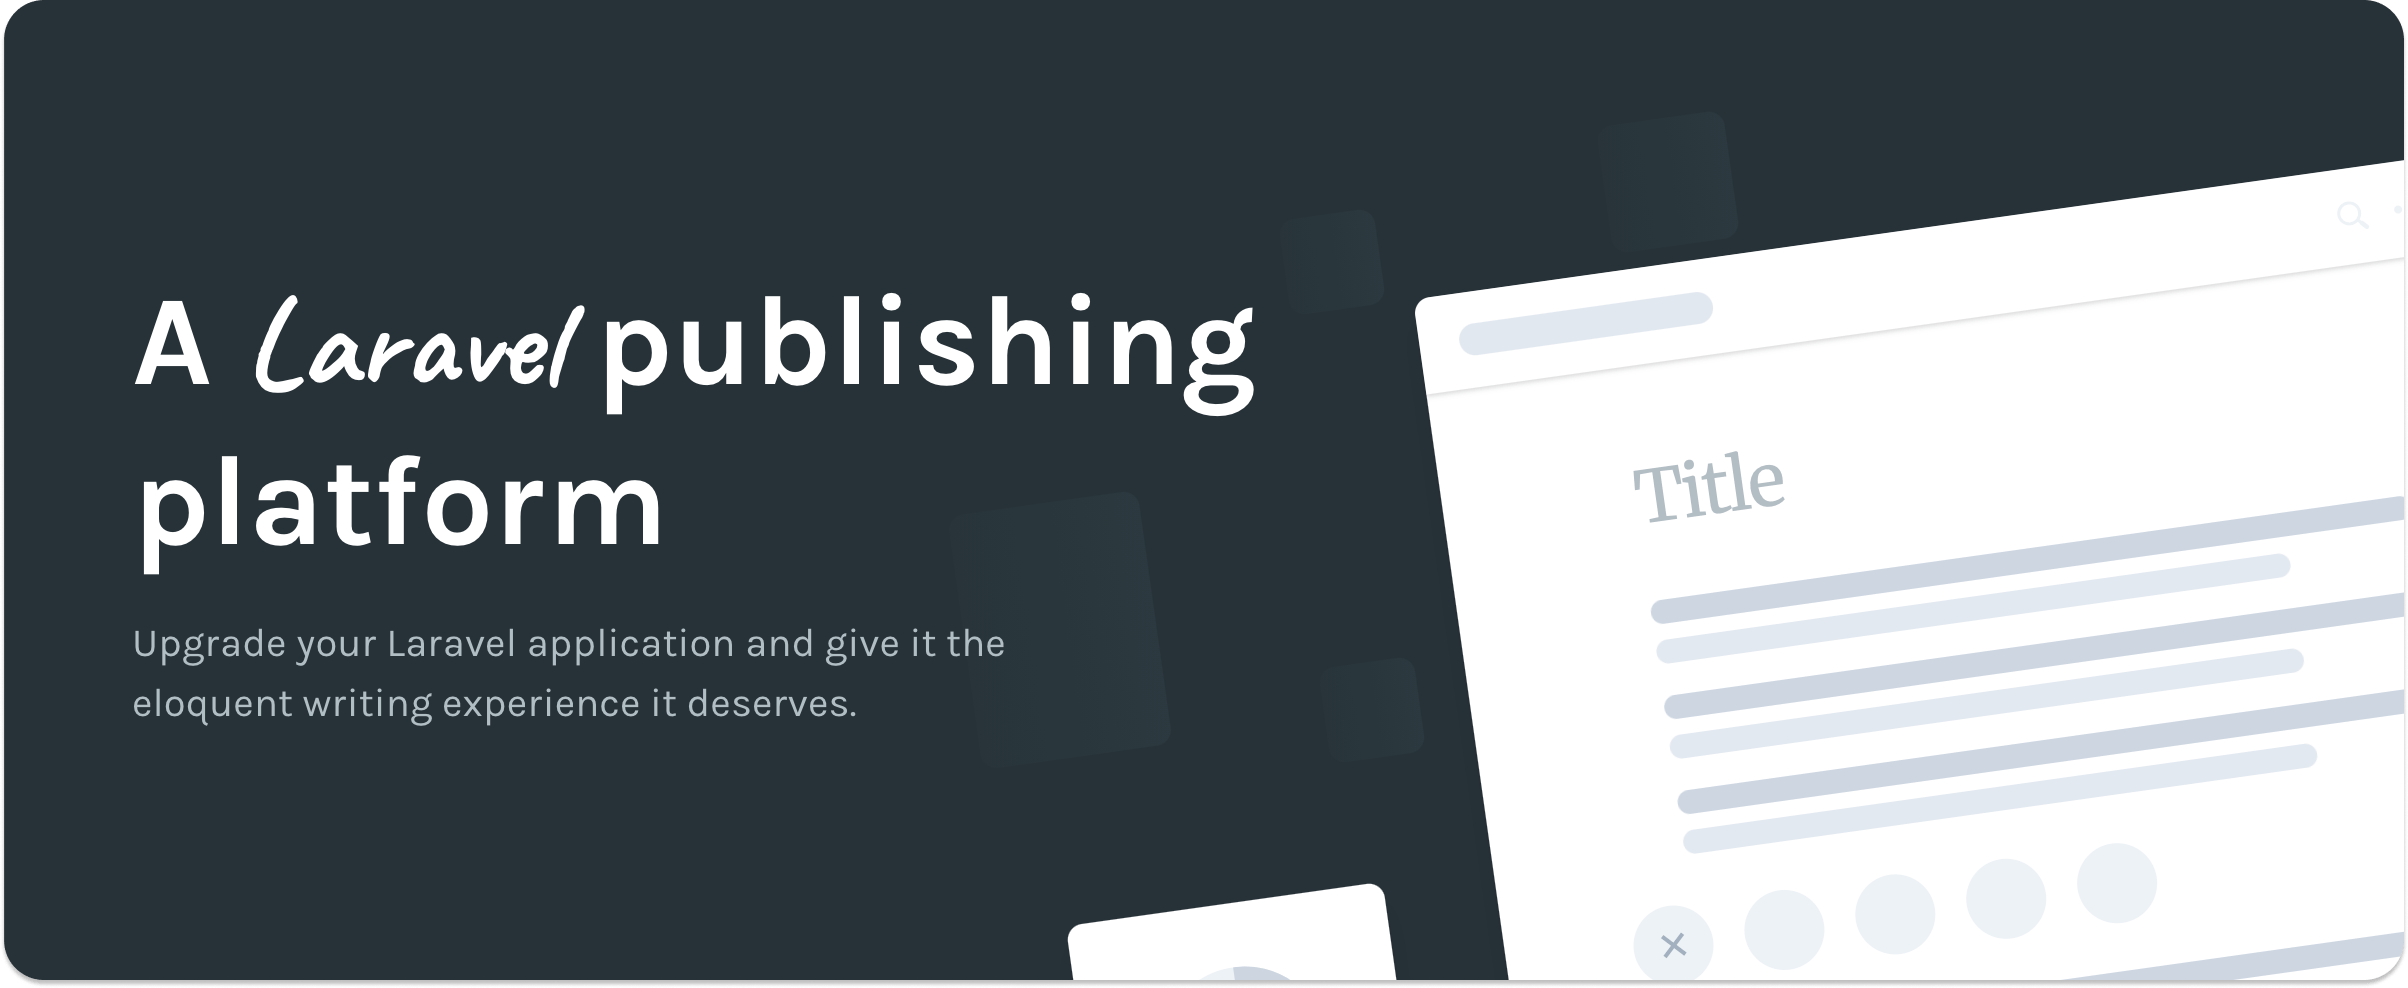 A Laravel publishing
platform
Upgrade your Laravel application and give it the
eloquent writing experience it deserves.
Title